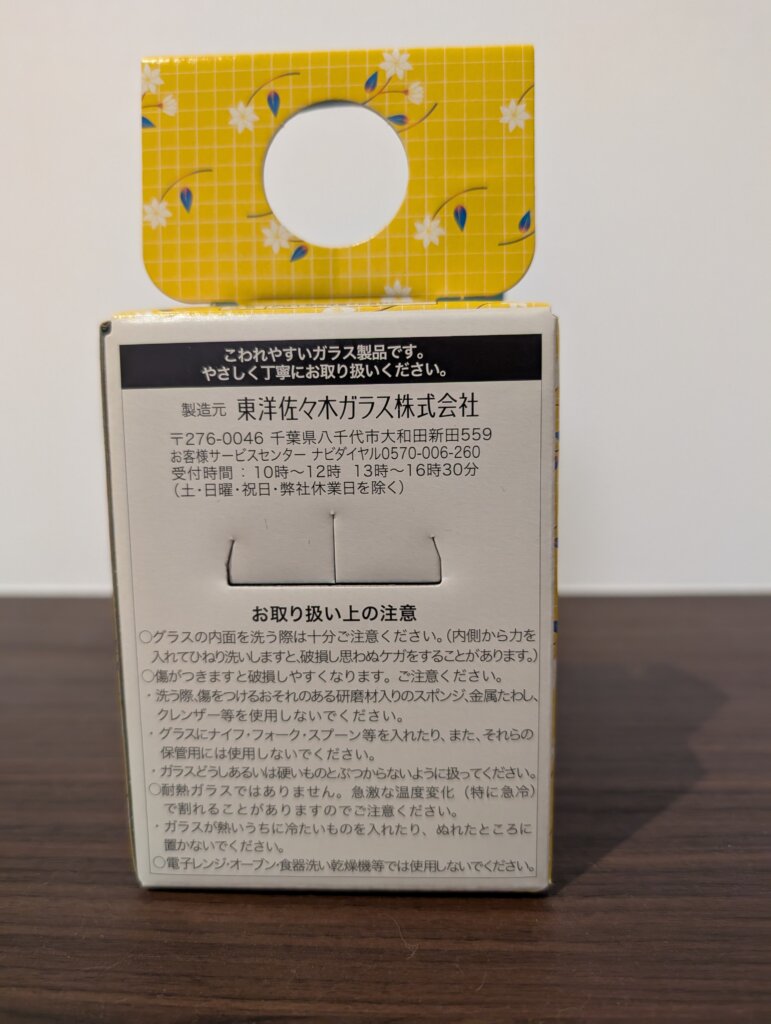 こわれやすいガラス製品です。
やさしく丁寧にお取り扱いください。
製造元 東洋佐々木ガラス株式会社
〒276-0046 千葉県八千代市大和田新田559
お客様サービスセンター ナビダイヤル0570-006-260
受付時間：10時〜12時 13時〜16時30分
（土・日曜・祝日・弊社休業日を除く）
お取り扱い上の注意
○グラスの内面を洗う際は十分ご注意ください。（内側から力を
入れてひねり洗いしますと、破損し思わぬケガをすることがあります。）
○傷がつきますと破損しやすくなります。ご注意ください。
・洗う際、傷をつけるおそれのある研磨材入りのスポンジ、金属たわし、
クレンザー等を使用しないでください。
・グラスにナイフ・フォーク・スプーン等を入れたり、また、それらの
保管用には使用しないでください。
・ガラスどうしあるいは硬いものとぶつからないように扱ってください。
○耐熱ガラスではありません。急激な温度変化（特に急冷）
で割れることがありますのでご注意ください。
・ガラスが熱いうちに冷たいものを入れたり、ぬれたところに
置かないでください。
○電子レンジ・オーブン・食器洗い乾燥機等では使用しないでください。